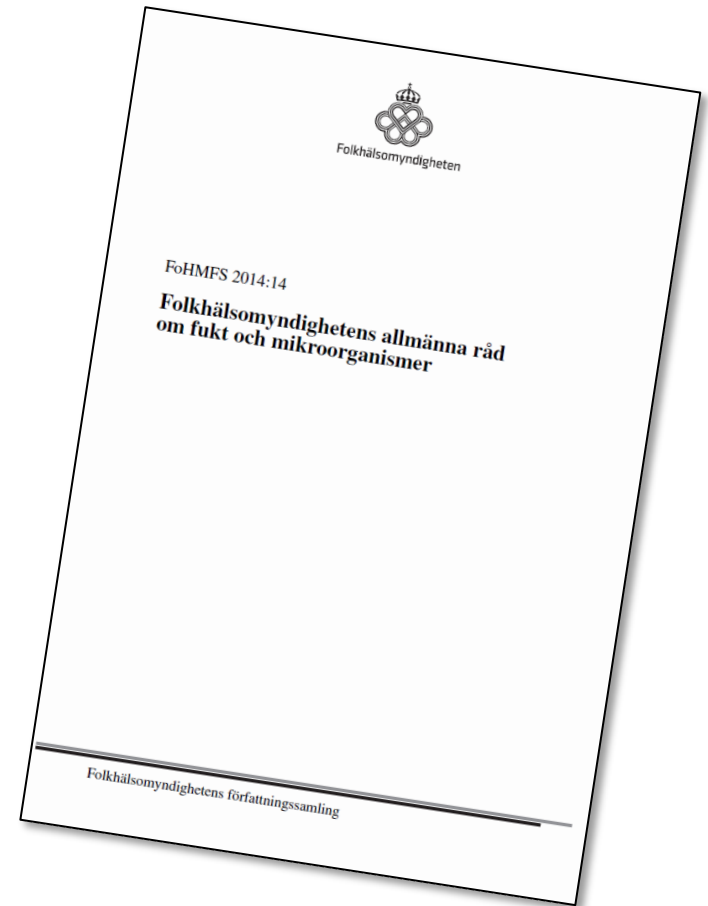 Folkhälsomyndigheten
FoHMFS 2014:14
Folkhälsomyndighetens allmänna råd
om fukt och mikroorganismer
Folkhälsomyndighetens författningssamling